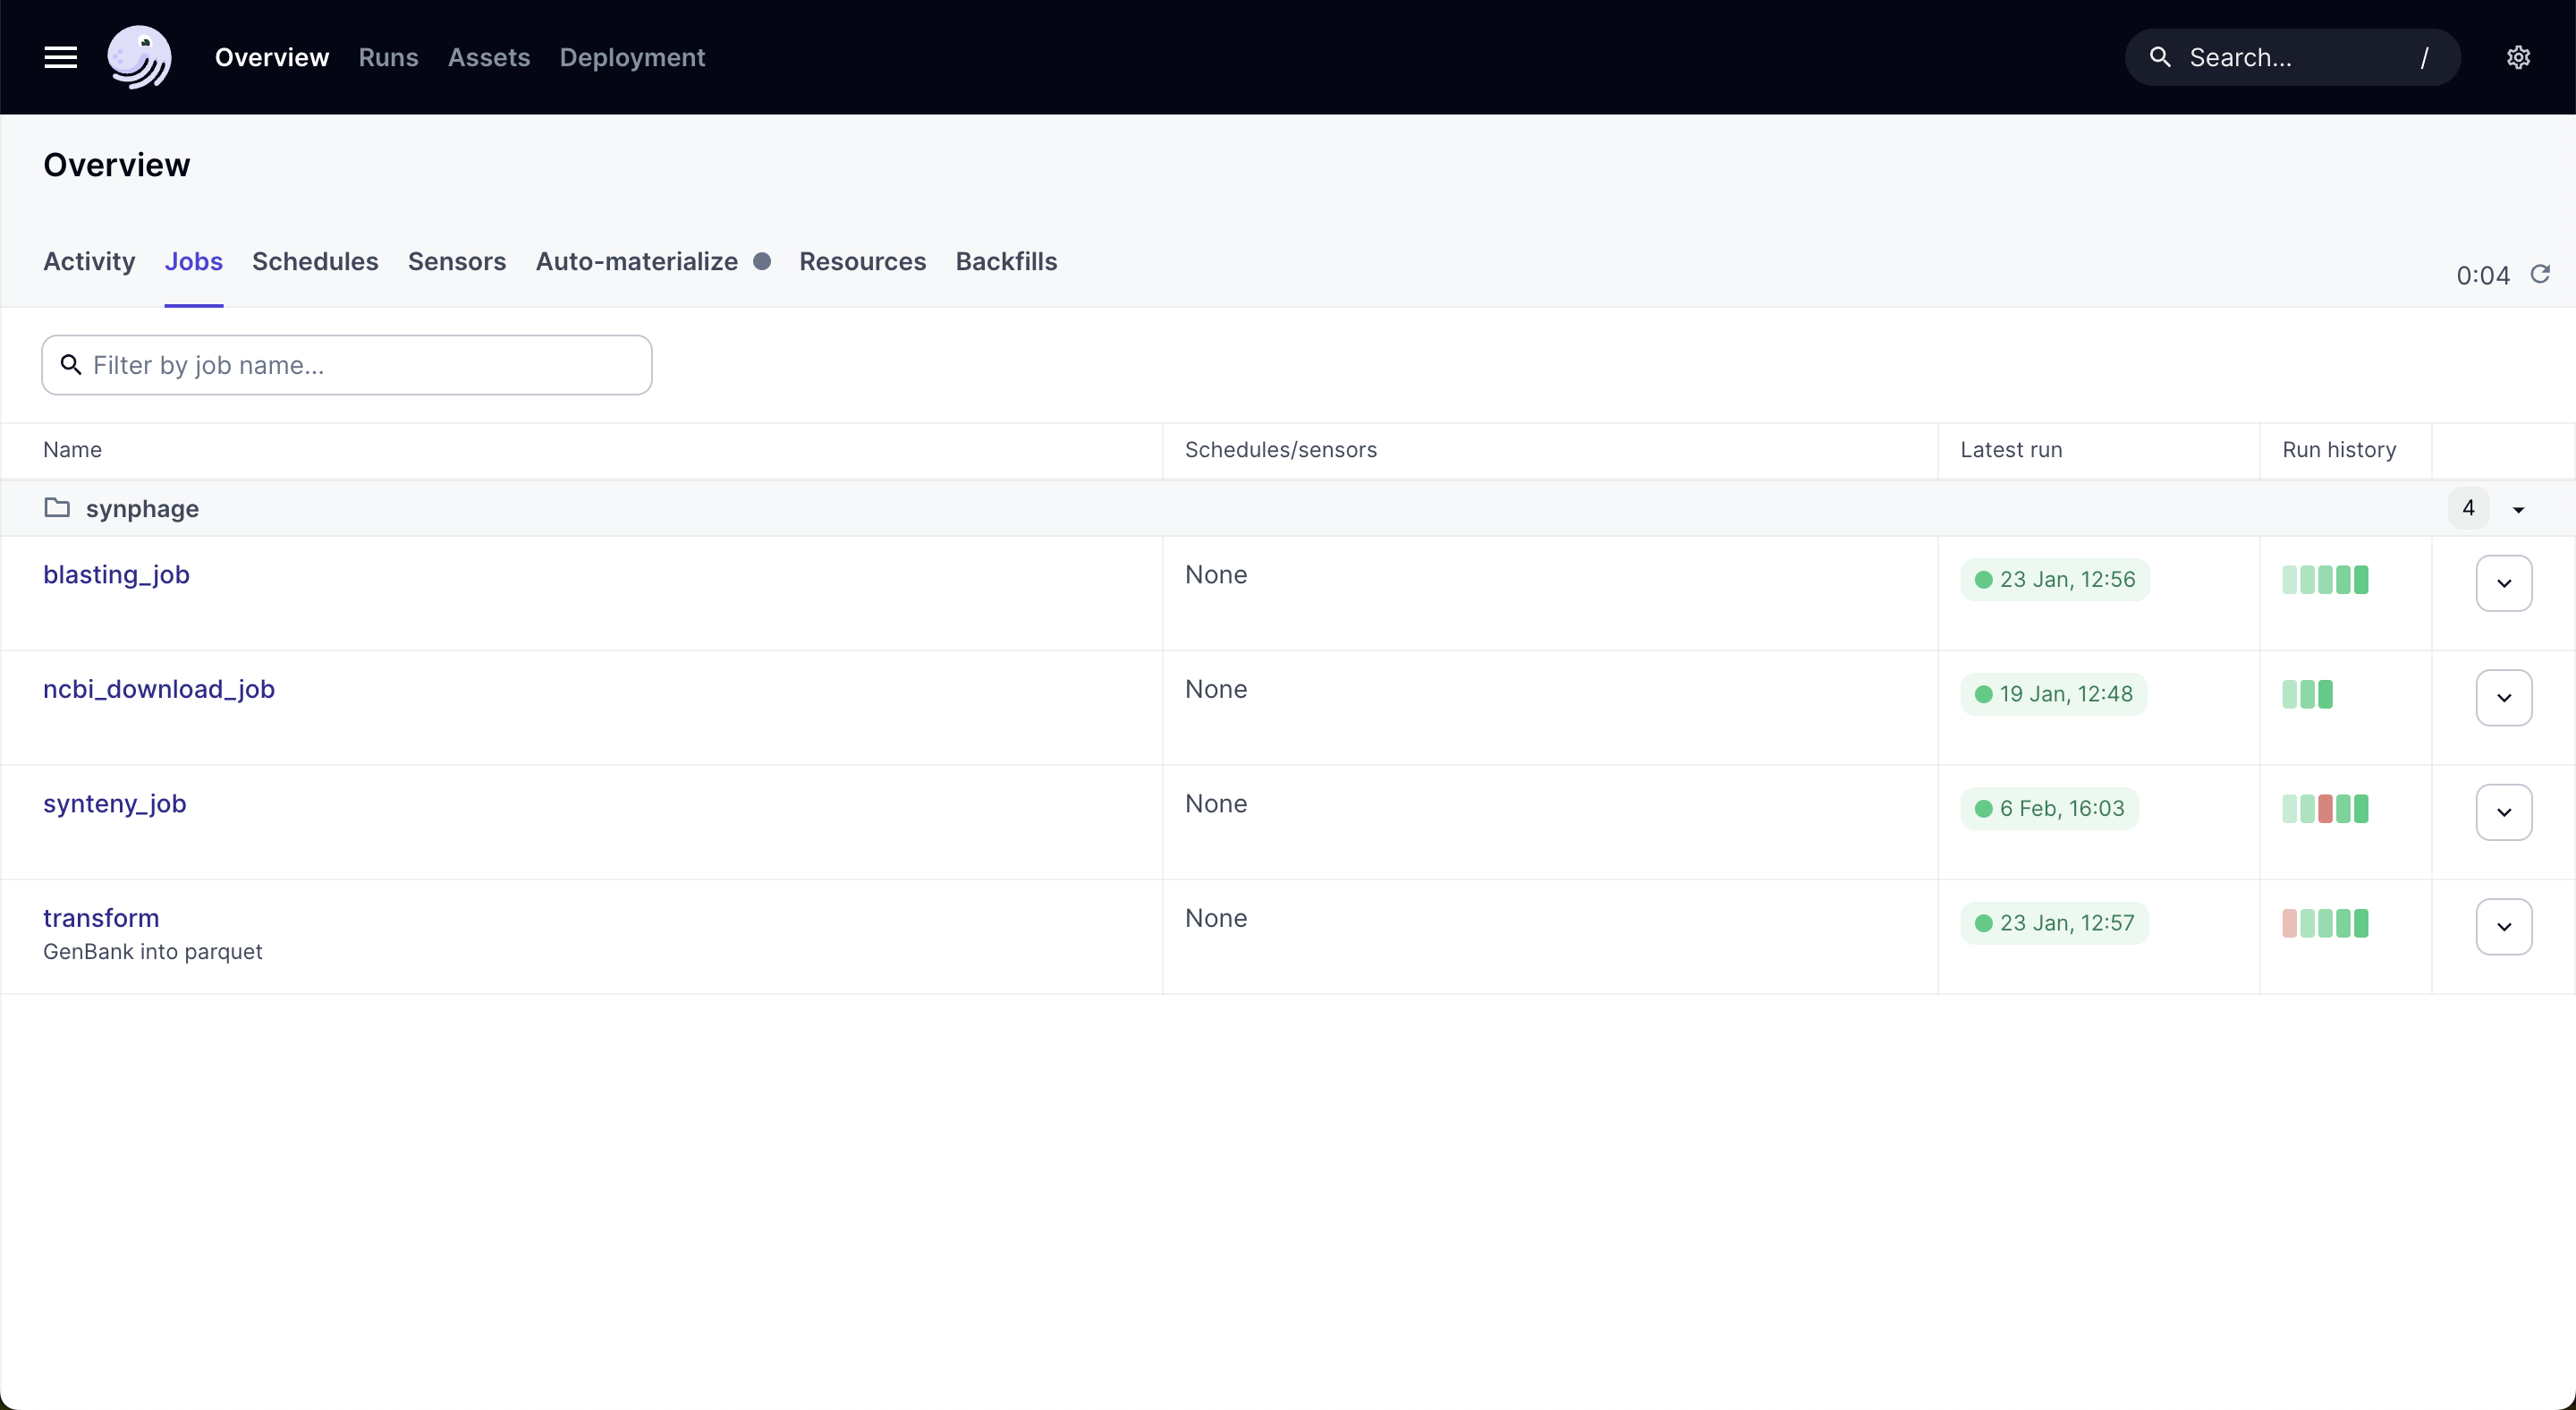 Overview Runs Assets Deployment Search... /
Overview
Activity Jobs Schedules Sensors Auto-materialize Resources Backfills 0:04
Filter by job name...
Name Schedules/sensors Latest run Run history
synphage 4
blasting_job None 23 Jan, 12:56
ncbi_download_job None 19 Jan, 12:48
synteny_job None 6 Feb, 16:03
transform None 23 Jan, 12:57
GenBank into parquet